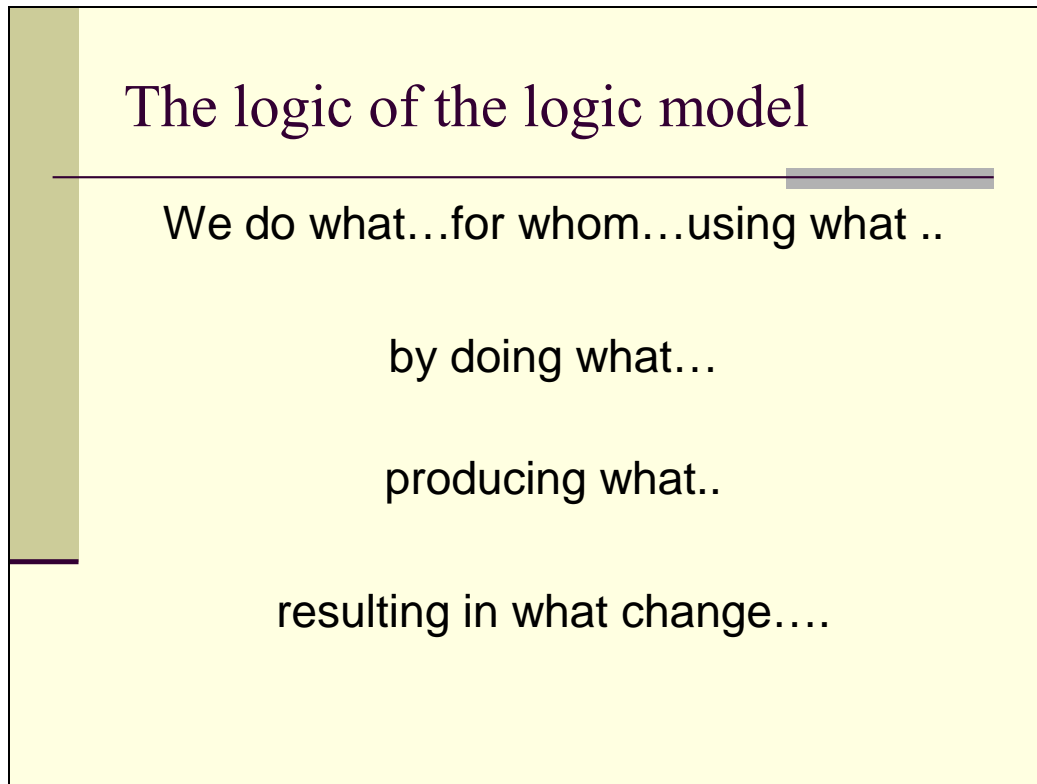 The logic of the logic model
We do what…for whom…using what ..
by doing what…
producing what..
resulting in what change….